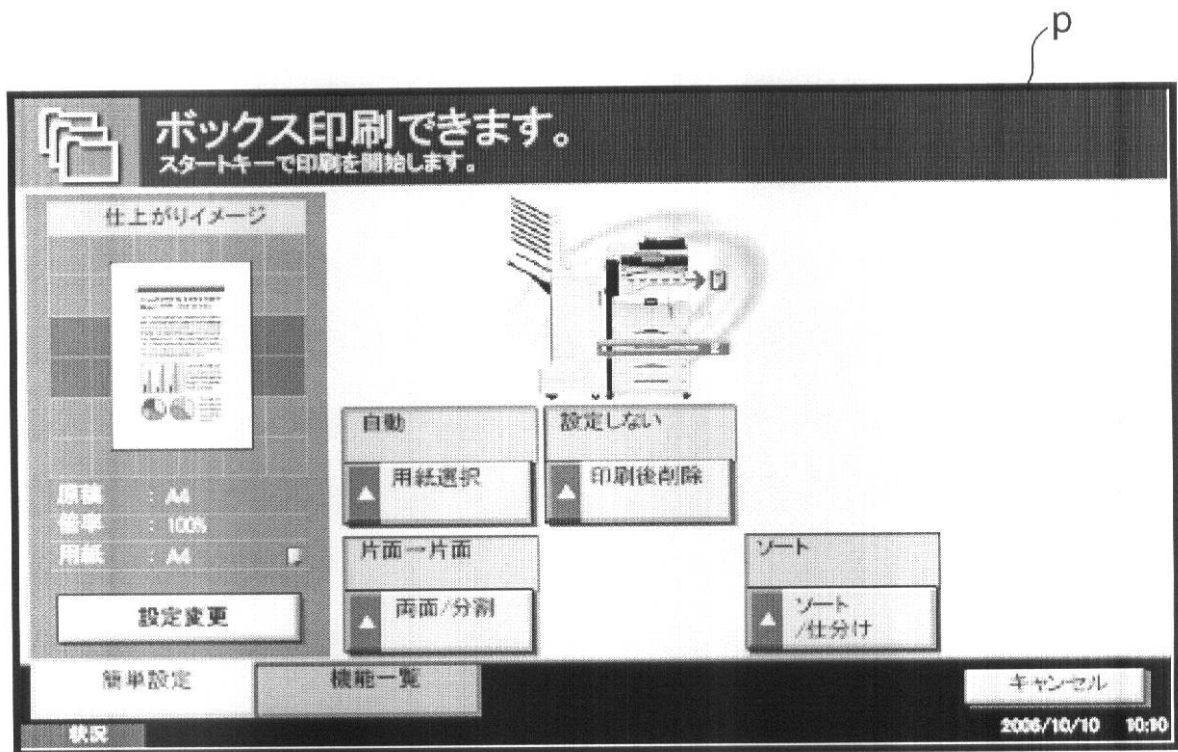 p
ボックス印刷できます。
スタートキーで印刷を開始します。
仕上がりイメージ
原稿 : A4
倍率 : 100%
用紙 : A4
設定変更
自動
用紙選択
設定しない
印刷後削除
片面→片面
両面/分割
ソート
ソート
/仕分け
簡単設定
機能一覧
キャンセル
状況
2006/10/10 10:10